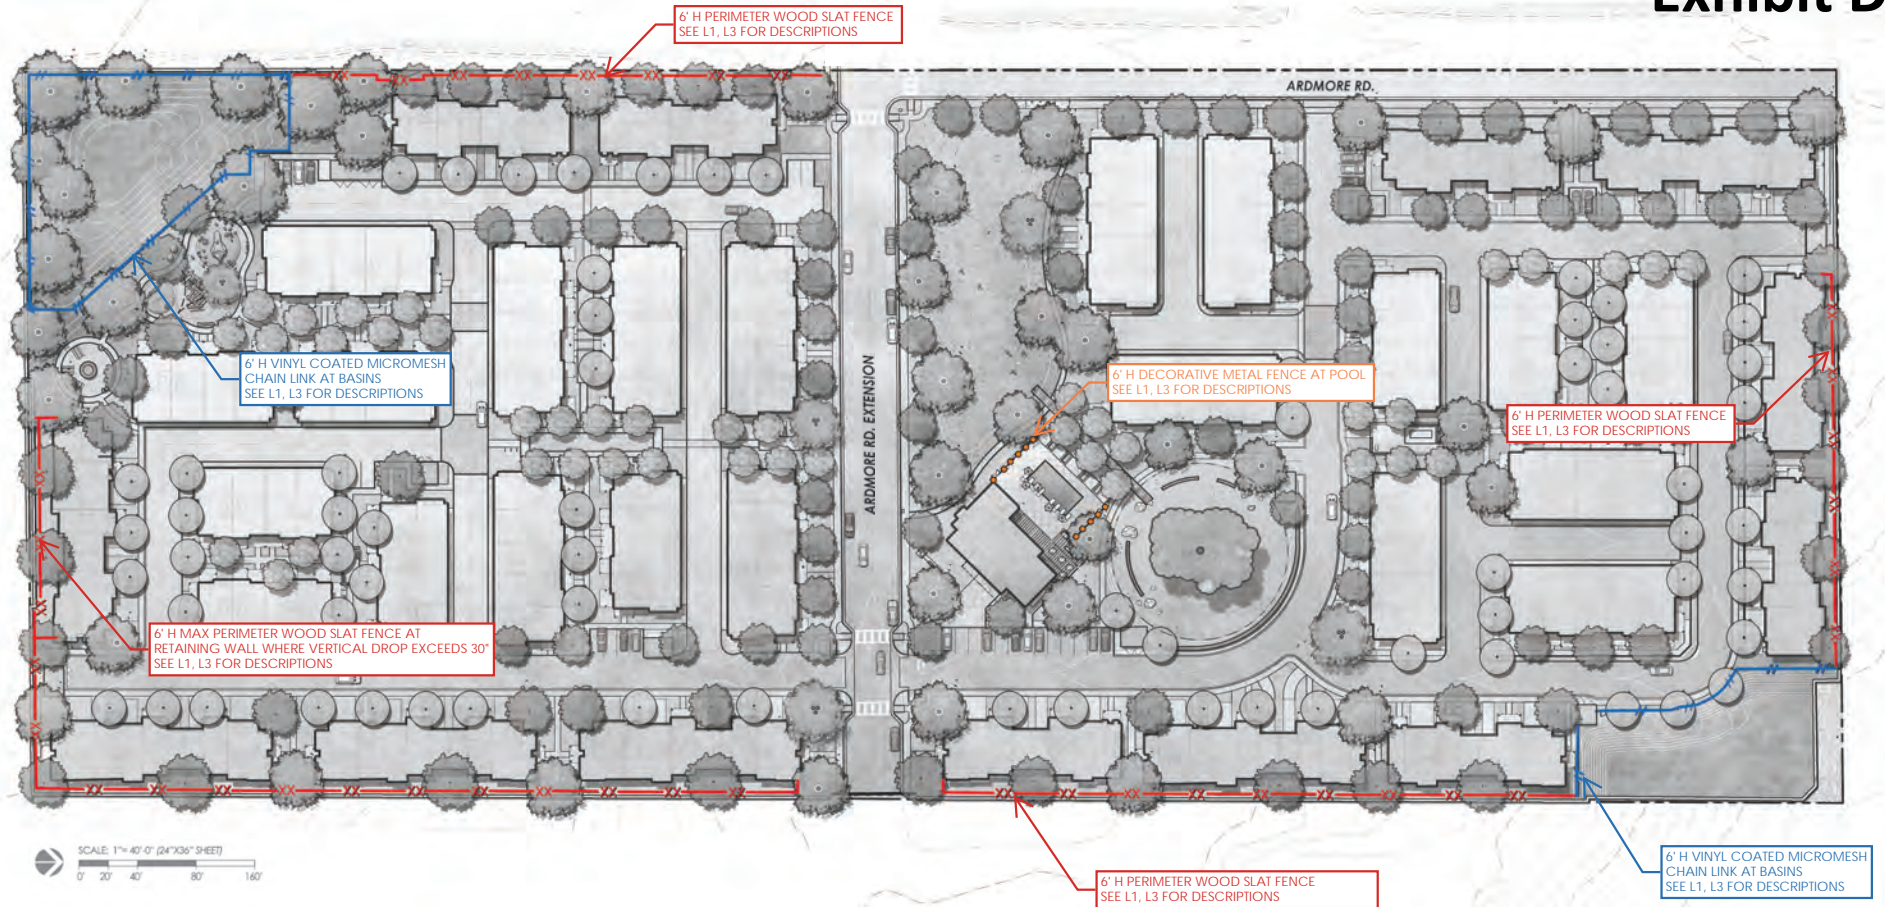 Exhibit D
6' H PERIMETER WOOD SLAT FENCE
SEE L1, L3 FOR DESCRIPTIONS
ARDMORE RD.
6' H VINYL COATED MICROMESH
CHAIN LINK AT BASINS
SEE L1, L3 FOR DESCRIPTIONS
ARDMORE RD. EXTENSION
6' H DECORATIVE METAL FENCE AT POOL
SEE L1, L3 FOR DESCRIPTIONS
6' H PERIMETER WOOD SLAT FENCE
SEE L1, L3 FOR DESCRIPTIONS
6' H MAX PERIMETER WOOD SLAT FENCE AT
RETAINING WALL WHERE VERTICAL DROP EXCEEDS 30"
SEE L1, L3 FOR DESCRIPTIONS
SCALE: 1"= 40'-0" (24"X36" SHEET)
0' 20' 40' 80' 160'
6' H PERIMETER WOOD SLAT FENCE
SEE L1, L3 FOR DESCRIPTIONS
6' H VINYL COATED MICROMESH
CHAIN LINK AT BASINS
SEE L1, L3 FOR DESCRIPTIONS